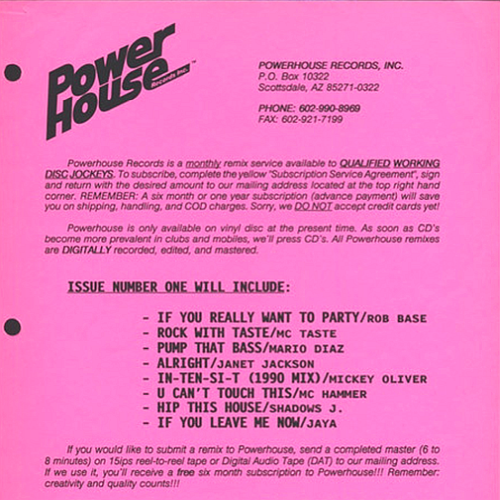 Power
House
Records Inc.
™
POWERHOUSE RECORDS, INC.
P.O. Box 10322
Scottsdale, AZ 85271-0322
PHONE: 602-990-8969
FAX: 602-921-7199
Powerhouse Records is a monthly remix service available to QUALIFIED WORKING
DISC JOCKEYS. To subscribe, complete the yellow "Subscription Service Agreement", sign
and return with the desired amount to our mailing address located at the top right hand
corner. REMEMBER: A six month or one year subscription (advance payment) will save
you on shipping, handling, and COD charges. Sorry, we DO NOT accept credit cards yet!
Powerhouse is only available on vinyl disc at the present time. As soon as CD's
become more prevalent in clubs and mobiles, we'll press CD's. All Powerhouse remixes
are DIGITALLY recorded, edited, and mastered.
ISSUE NUMBER ONE WILL INCLUDE:
- IF YOU REALLY WANT TO PARTY/ROB BASE
- ROCK WITH TASTE/MC TASTE
- PUMP THAT BASS/MARIO DIAZ
- ALRIGHT/JANET JACKSON
- IN-TEN-SI-T (1990 MIX)/MICKEY OLIVER
- U CAN'T TOUCH THIS/MC HAMMER
- HIP THIS HOUSE/SHADOWS J.
- IF YOU LEAVE ME NOW/JAYA
If you would like to submit a remix to Powerhouse, send a completed master (6 to
8 minutes) on 15ips reel-to-reel tape or Digital Audio Tape (DAT) to our mailing address.
If we use it, you'll receive a free six month subscription to Powerhouse!!! Remember:
creativity and quality counts!!!